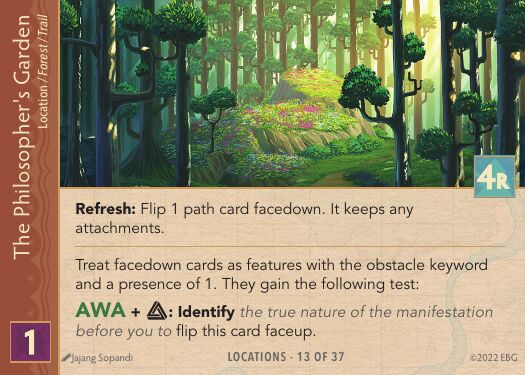 The Philosopher's Garden
Location / Forest / Trail
4R
Refresh: Flip 1 path card facedown. It keeps any
attachments.
Treat facedown cards as features with the obstacle keyword
and a presence of 1. They gain the following test:
AWA + : Identify the true nature of the manifestation
before you to flip this card faceup.
1
Jajang Sopandi
LOCATIONS · 13 OF 37
©2022 EBG